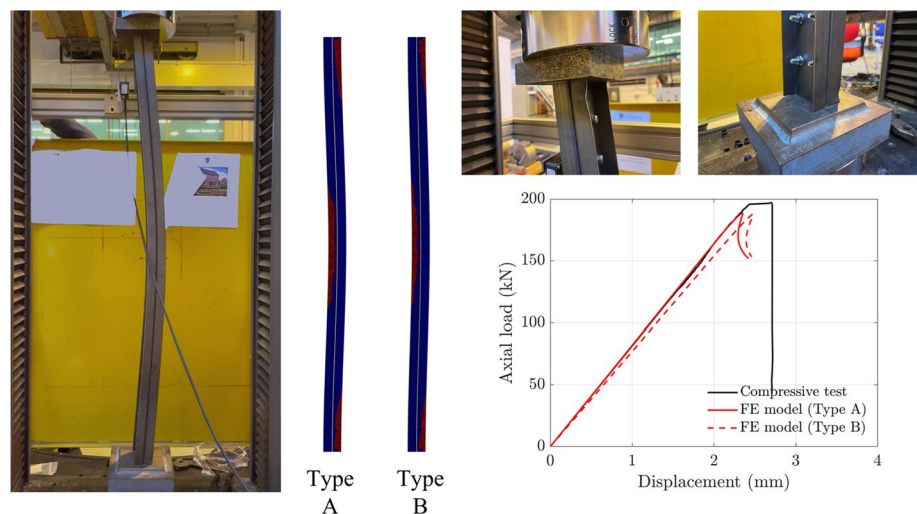 LOCK
Type
A
Type
B
Axial load (kN)
200
150
100
50
0
Compressive test
FE model (Type A)
FE model (Type B)
0
1
2
3
4
Displacement (mm)